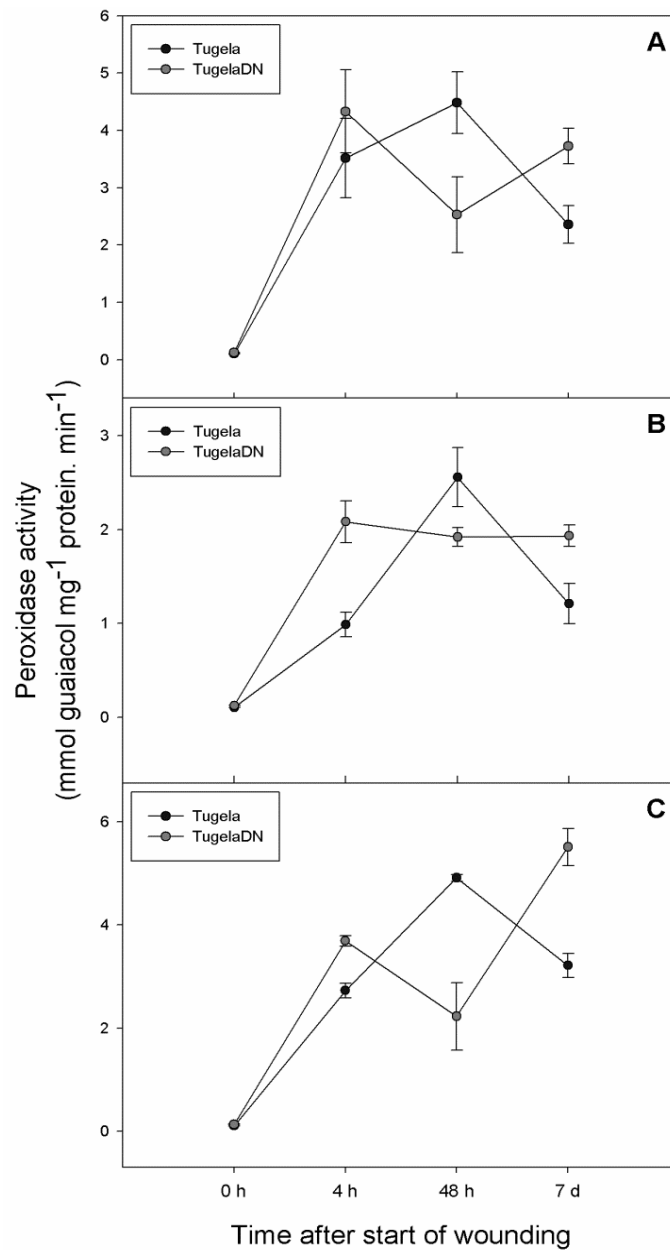 A
Tugela
TugelaDN
6
5
4
3
2
1
0
B
Tugela
TugelaDN
3
2
1
0
C
Tugela
TugelaDN
6
4
2
0
Peroxidase activity
(mmol guaiacol mg⁻¹ protein. min⁻¹)
0 h 4 h 48 h 7 d
Time after start of wounding